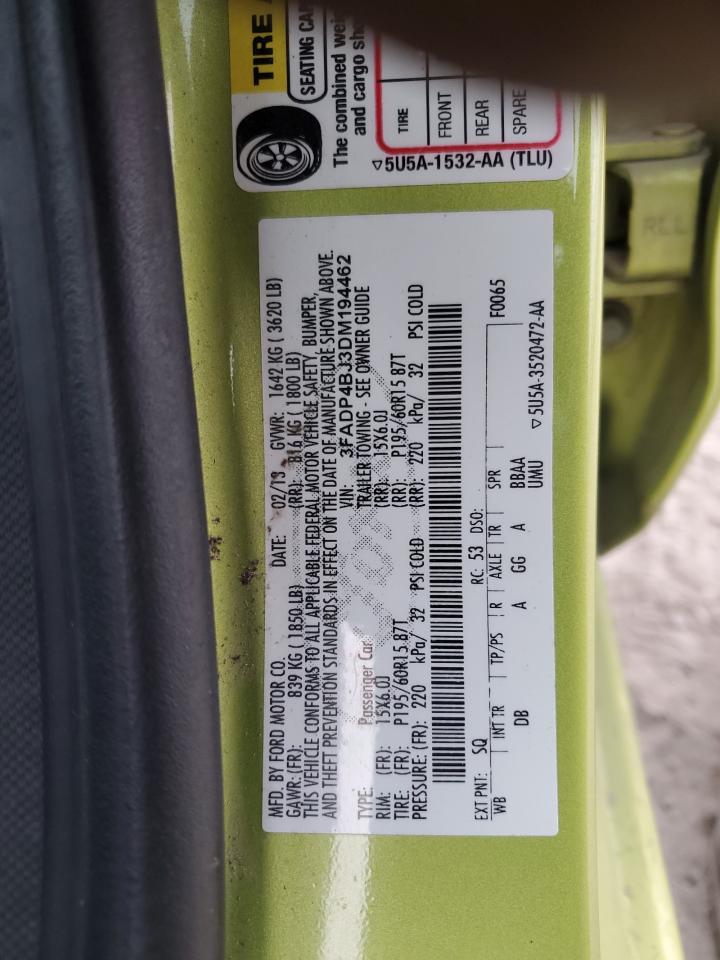 TIRE
SEATING CAP
The combined wei
and cargo sho
TIRE
FRONT
REAR
SPARE
▽5U5A-1532-AA (TLU)
MFD. BY FORD MOTOR CO. DATE: 02/13 GVWR: 1642 KG ( 3620 LB)
GAWR: (FR): 839 KG ( 1850 LB) (RR): 816 KG ( 1800 LB)
THIS VEHICLE CONFORMS TO ALL APPLICABLE FEDERAL MOTOR VEHICLE SAFETY, BUMPER,
AND THEFT PREVENTION STANDARDS IN EFFECT ON THE DATE OF MANUFACTURE SHOWN ABOVE.
VIN: 3FADP4BJ3DM194462
TYPE: Passenger Car TRAILER TOWING - SEE OWNER GUIDE
RIM: (FR): 15X6.0J (RR): 15X6.0J
TIRE: (FR): P195/60R15 87T (RR): P195/60R15 87T
PRESSURE: (FR): 220 kPa/ 32 PSI COLD (RR): 220 kPa/ 32 PSI COLD
EXT PNT: SQ RC: 53 DSO: F0065
WB INT TR TP/PS R AXLE TR SPR
DB A GG A BBAA
UMU
▽5U5A-3520472-AA